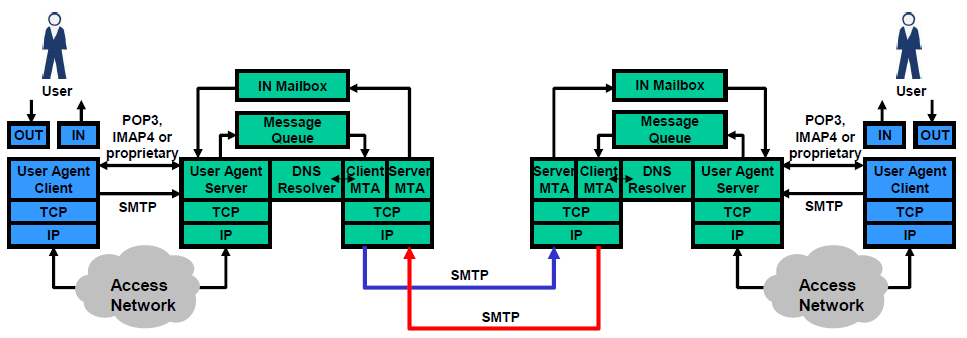 User
OUT
IN
POP3,
IMAP4 or
proprietary
User Agent
Client
TCP
IP
SMTP
Access
Network
IN Mailbox
Message
Queue
User Agent
Server
DNS
Resolver
Client
MTA
Server
MTA
TCP
IP
TCP
IP
SMTP
SMTP
IN Mailbox
Message
Queue
Server
MTA
Client
MTA
DNS
Resolver
User Agent
Server
TCP
IP
TCP
IP
POP3,
IMAP4 or
proprietary
SMTP
User
IN
OUT
User Agent
Client
TCP
IP
Access
Network